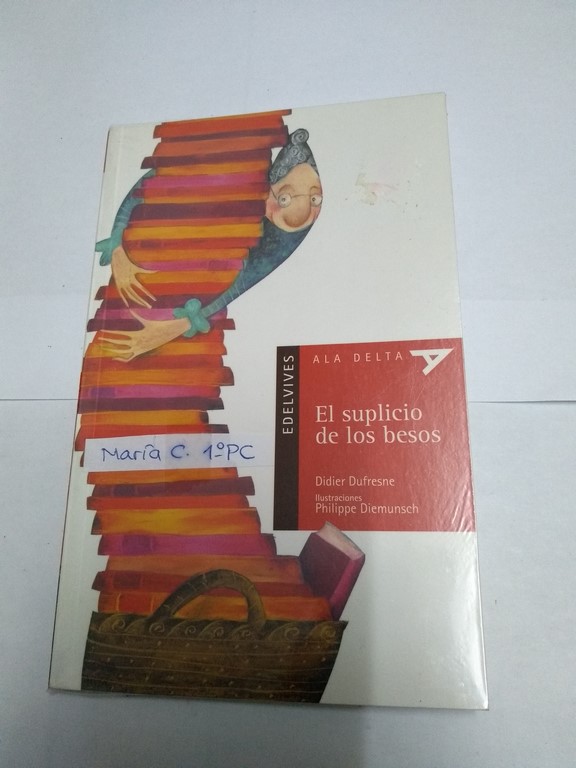 EDELVIVES
ALA DELTA
El suplicio
de los besos
Didier Dufresne
Ilustraciones
Philippe Diemunsch
María C. 1ºPC